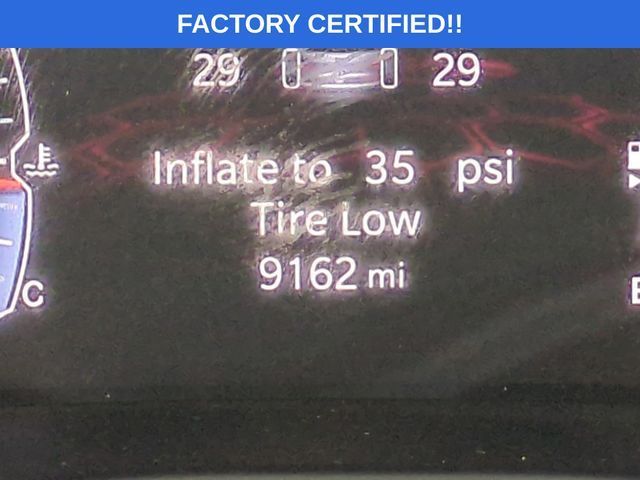 FACTORY CERTIFIED!!
29 29
Inflate to 35 psi
Tire Low
9162 mi
C
E